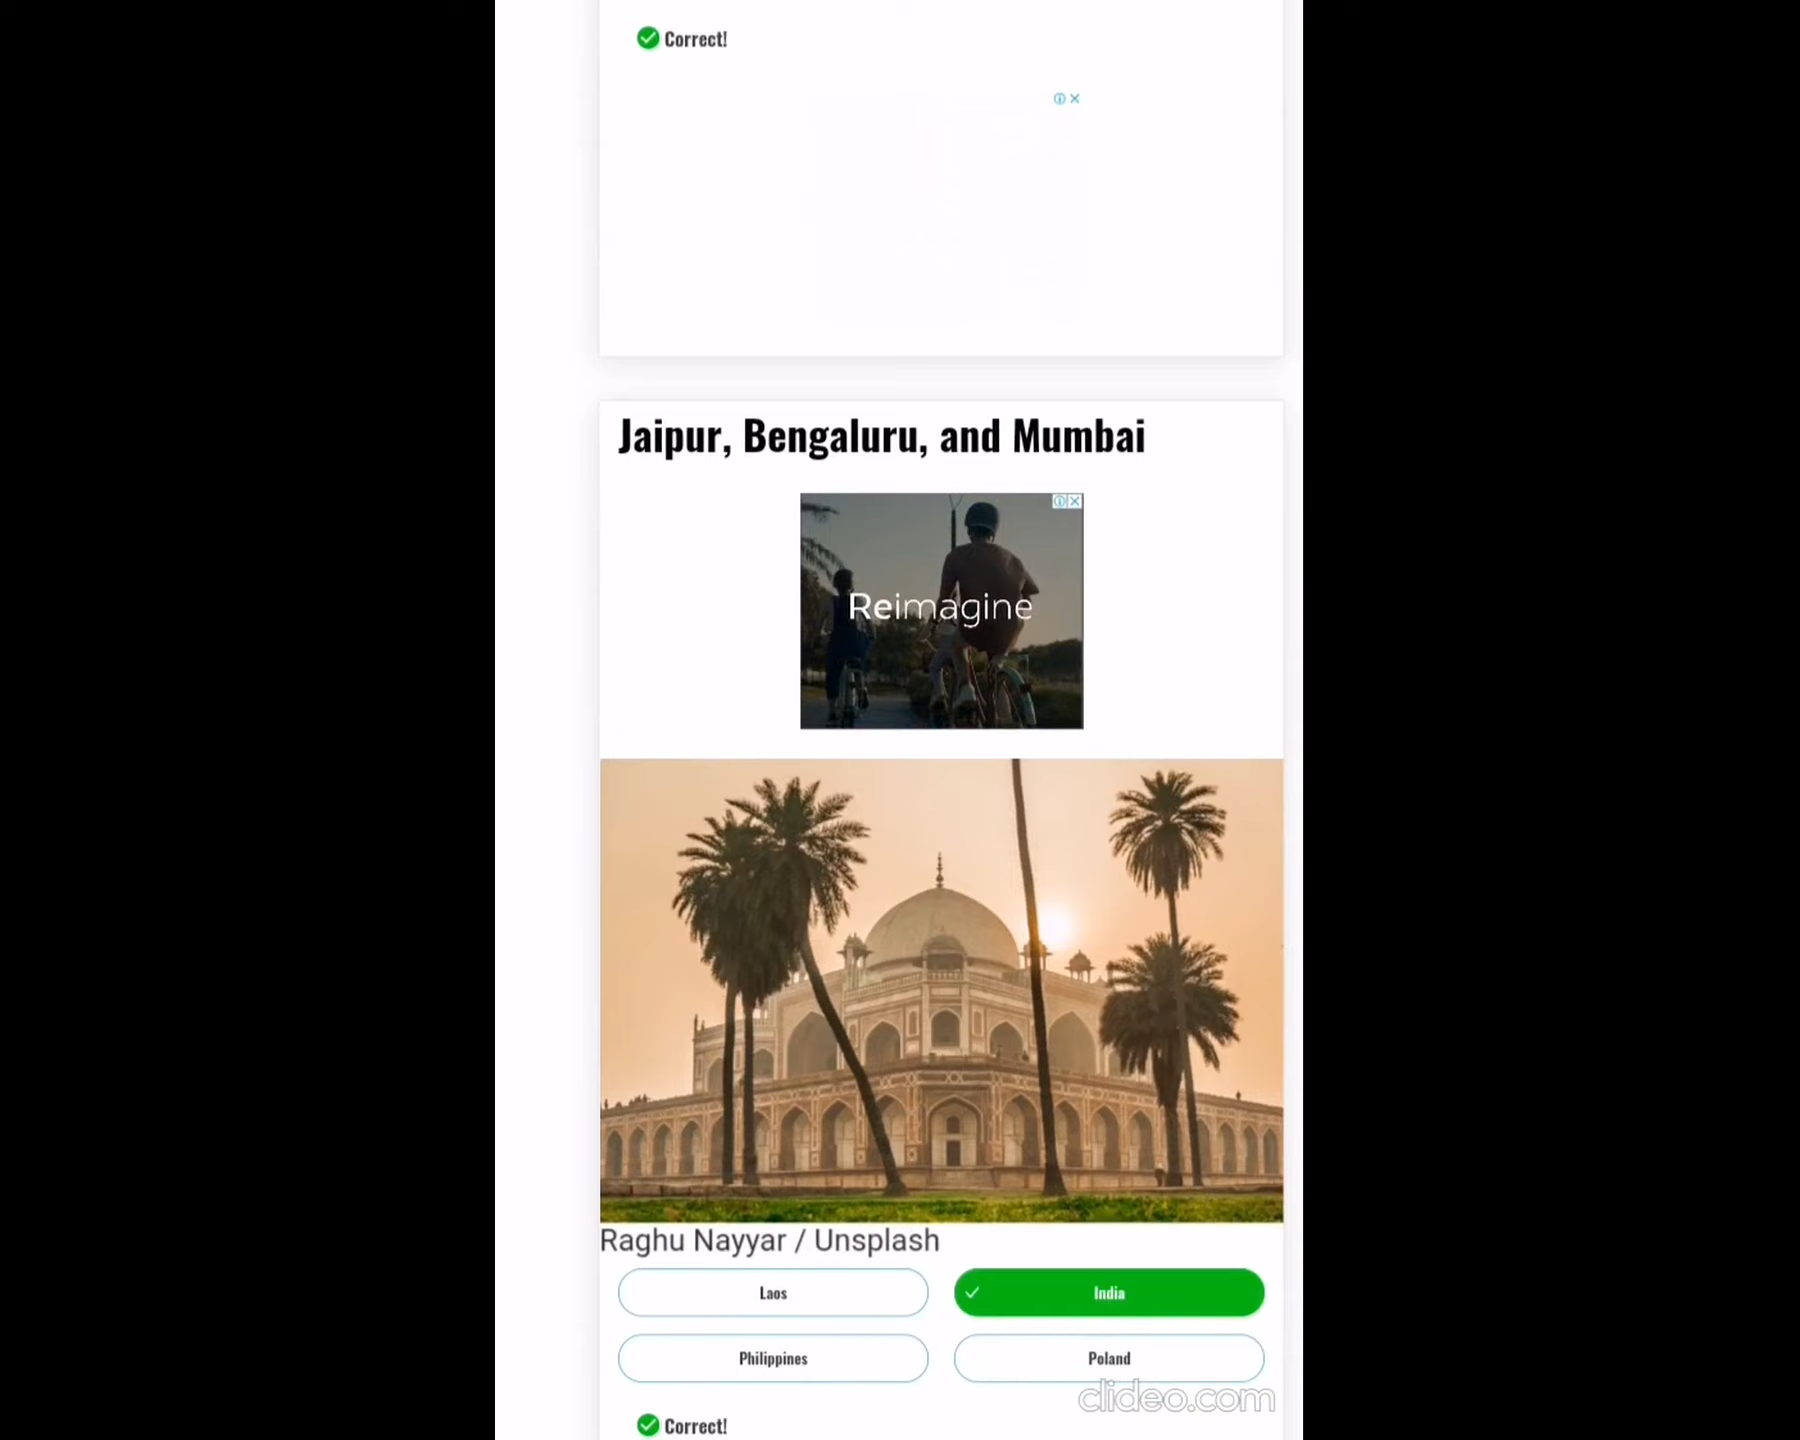 Correct!
Jaipur, Bengaluru, and Mumbai
Reimagine
Raghu Nayyar / Unsplash
Laos
India
Philippines
Poland
clideo.com
Correct!